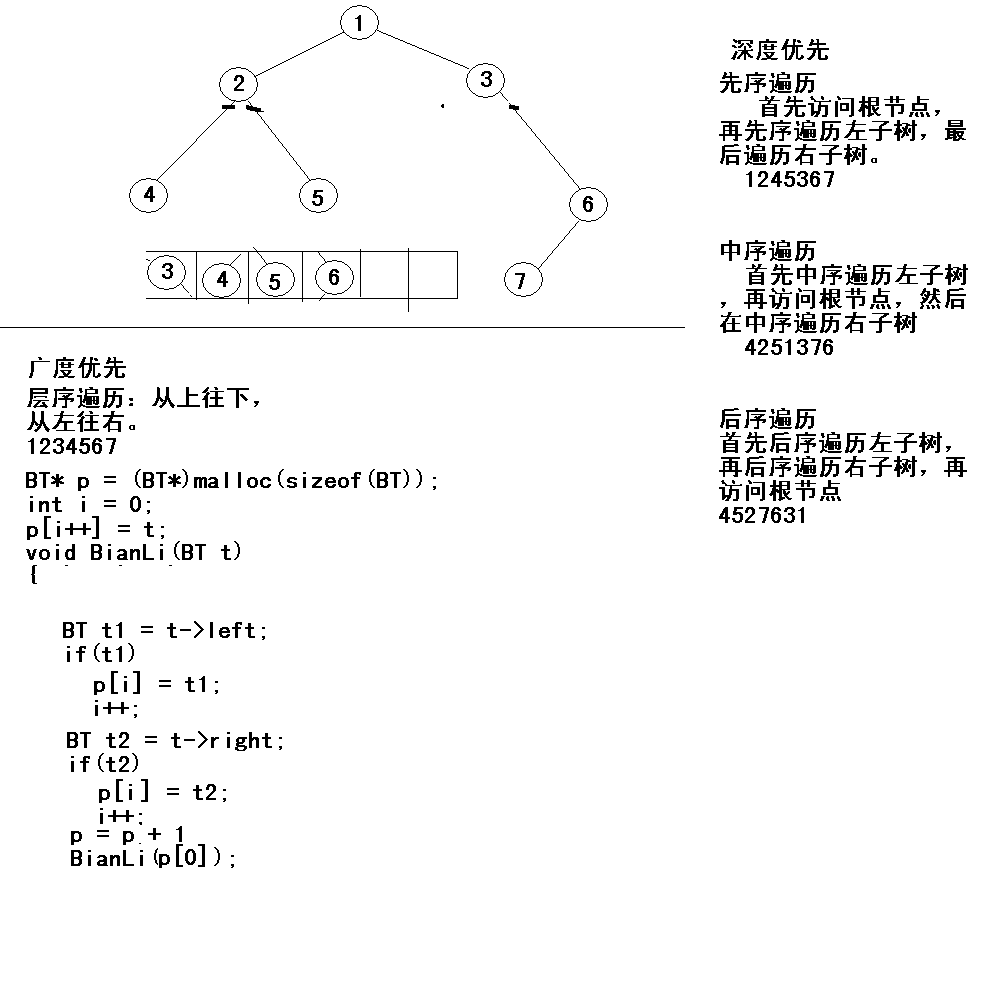 1
2
3
4
5
6
7
3
4
5
6
深度优先
先序遍历
首先访问根节点，
再先序遍历左子树，最
后遍历右子树。
1245367
中序遍历
首先中序遍历左子树
，再访问根节点，然后
在中序遍历右子树
4251376
后序遍历
首先后序遍历左子树，
再后序遍历右子树，再
访问根节点
4527631
广度优先
层序遍历：从上往下，
从左往右。
1234567
BT* p = (BT*)malloc(sizeof(BT));
int i = 0;
p[i++] = t;
void BianLi(BT t)
{
BT t1 = t->left;
if(t1)
p[i] = t1;
i++;
BT t2 = t->right;
if(t2)
p[i] = t2;
i++;
p = p + 1
BianLi(p[0]);